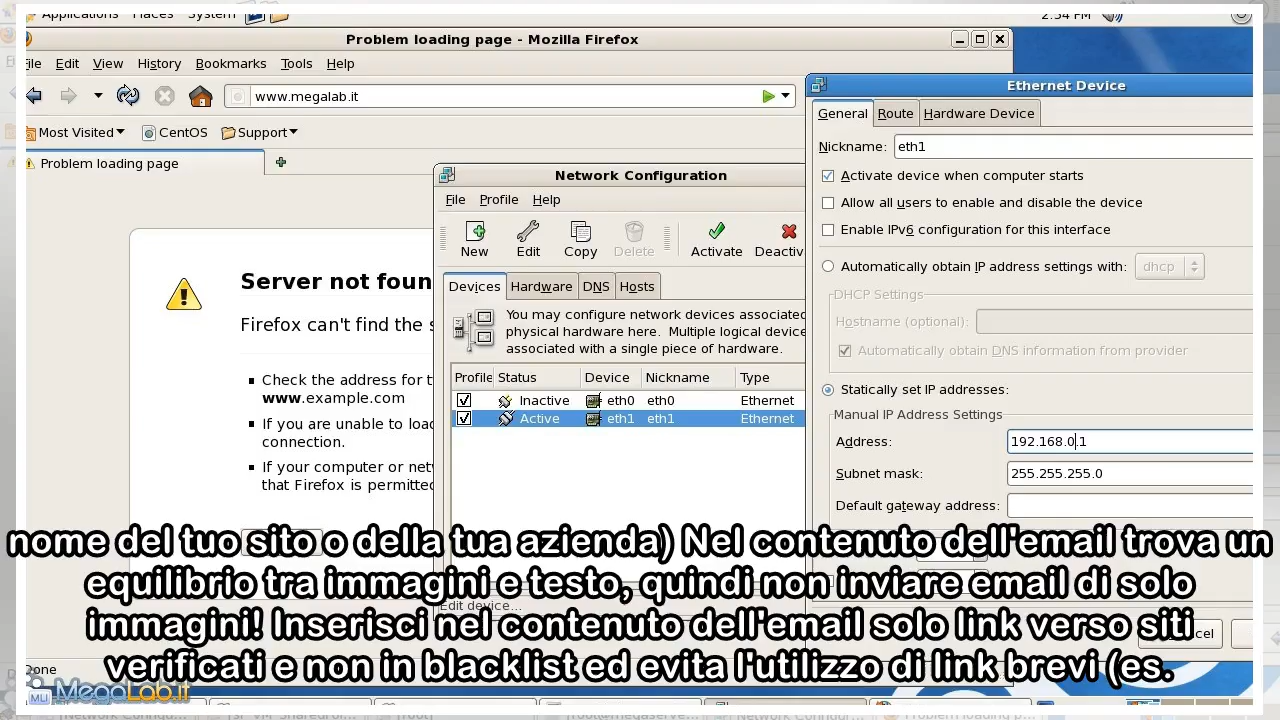 Applications Places System 2:54 PM
Problem loading page - Mozilla Firefox
File Edit View History Bookmarks Tools Help
www.megalab.it
Most Visited CentOS Support
Problem loading page
Server not foun
Firefox can't find the s
Check the address for t
www.example.com
If you are unable to load
connection.
If your computer or netw
that Firefox is permitted
Network Configuration
File Profile Help
New Edit Copy Delete Activate Deactiv
Devices Hardware DNS Hosts
You may configure network devices associated
physical hardware here. Multiple logical device
associated with a single piece of hardware.
Profile Status Device Nickname Type
Inactive eth0 eth0 Ethernet
Active eth1 eth1 Ethernet
Edit device...
Ethernet Device
General Route Hardware Device
Nickname: eth1
Activate device when computer starts
Allow all users to enable and disable the device
Enable IPv6 configuration for this interface
Automatically obtain IP address settings with: dhcp
DHCP Settings
Hostname (optional):
Automatically obtain DNS information from provider
Statically set IP addresses:
Manual IP Address Settings
Address: 192.168.0.1
Subnet mask: 255.255.255.0
Default gateway address:
nome del tuo sito o della tua azienda) Nel contenuto dell'email trova un
equilibrio tra immagini e testo, quindi non inviare email di solo
immagini! Inserisci nel contenuto dell'email solo link verso siti
verificati e non in blacklist ed evita l'utilizzo di link brevi (es.
Done
MLI MegaLab.it